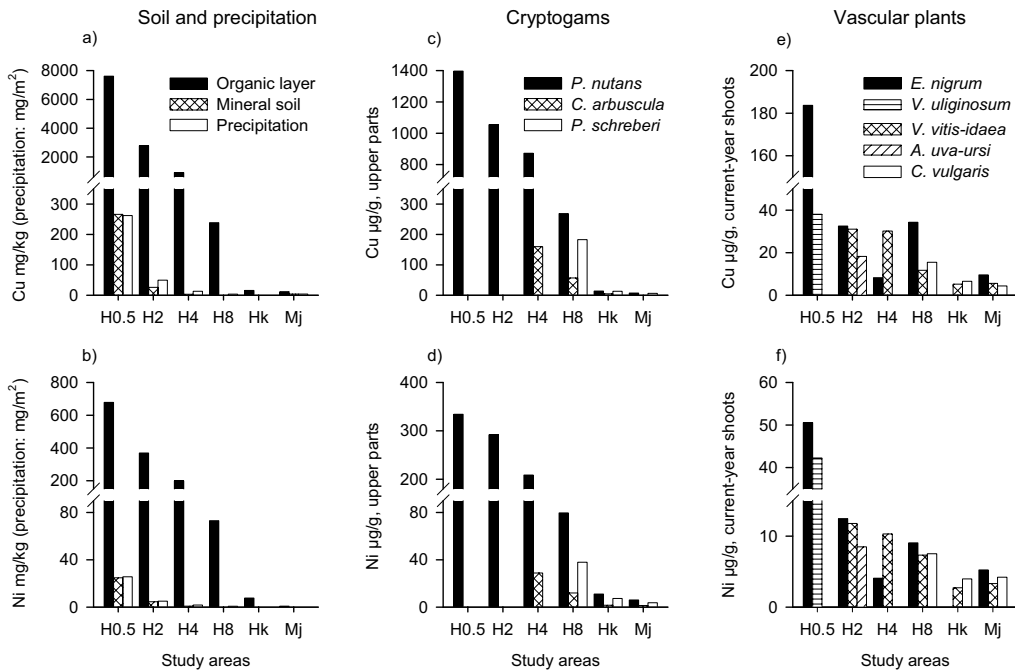 Soil and precipitation
Cryptogams
Vascular plants
a)
Cu mg/kg (precipitation: mg/m²)
8000
6000
4000
2000
300
200
100
0
Organic layer
Mineral soil
Precipitation
H0.5 H2 H4 H8 Hk Mj
c)
Cu µg/g, upper parts
1400
1200
1000
800
300
200
100
0
P. nutans
C. arbuscula
P. schreberi
H0.5 H2 H4 H8 Hk Mj
e)
Cu µg/g, current-year shoots
200
180
160
40
20
0
E. nigrum
V. uliginosum
V. vitis-idaea
A. uva-ursi
C. vulgaris
H0.5 H2 H4 H8 Hk Mj
b)
Ni mg/kg (precipitation: mg/m²)
800
600
400
200
80
40
0
H0.5 H2 H4 H8 Hk Mj
Study areas
d)
Ni µg/g, upper parts
400
300
200
80
40
0
H0.5 H2 H4 H8 Hk Mj
Study areas
f)
Ni µg/g, current-year shoots
60
50
40
10
0
H0.5 H2 H4 H8 Hk Mj
Study areas